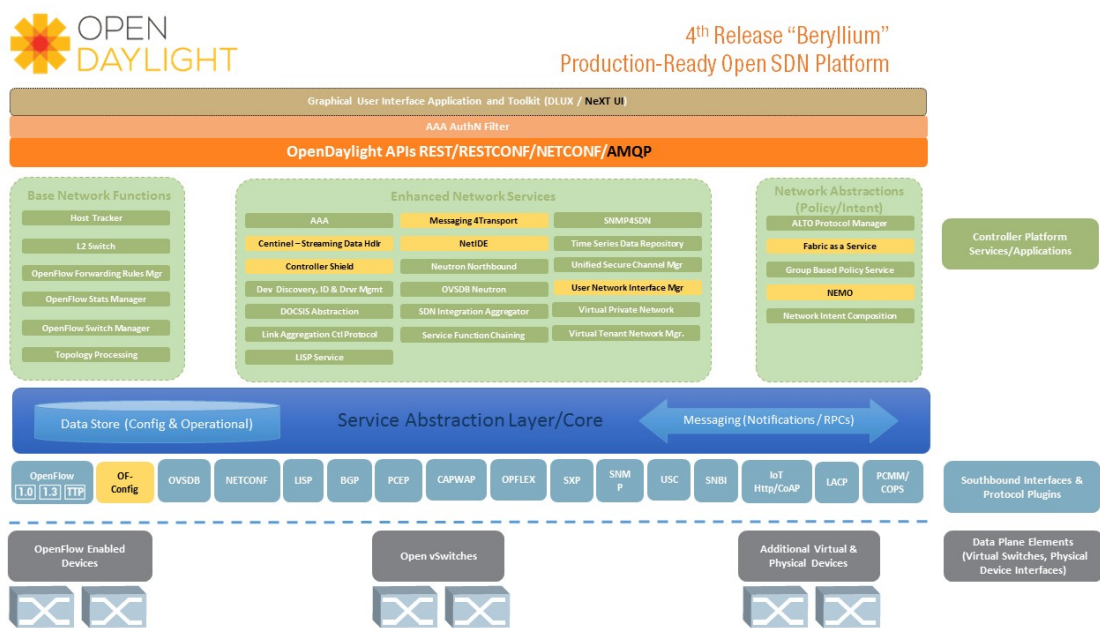 OPEN
DAYLIGHT
4th Release “Beryllium”
Production-Ready Open SDN Platform
Graphical User Interface Application and Toolkit (DLUX / NeXT UI)
AAA AuthN Filter
OpenDaylight APIs REST/RESTCONF/NETCONF/AMQP
Base Network Functions
Host Tracker
L2 Switch
OpenFlow Forwarding Rules Mgr
OpenFlow Stats Manager
OpenFlow Switch Manager
Topology Processing
Enhanced Network Services
AAA
Centinel – Streaming Data Hdlr
Controller Shield
Dev Discovery, ID & Drvr Mgmt
DOCSIS Abstraction
Link Aggregation Ctl Protocol
LISP Service
Messaging 4Transport
NetIDE
Neutron Northbound
OVSDB Neutron
SDN Integration Aggregator
Service Function Chaining
SNMP4SDN
Time Series Data Repository
Unified Secure Channel Mgr
User Network Interface Mgr
Virtual Private Network
Virtual Tenant Network Mgr.
Network Abstractions
(Policy/Intent)
ALTO Protocol Manager
Fabric as a Service
Group Based Policy Service
NEMO
Network Intent Composition
Controller Platform
Services/Applications
Data Store (Config & Operational)
Service Abstraction Layer/Core
Messaging (Notifications / RPCs)
OpenFlow
1.0 1.3 TTP
OF-
Config
OVSDB
NETCONF
LISP
BGP
PCEP
CAPWAP
OPFLEX
SXP
SNM
P
USC
SNBI
IoT
Http/CoAP
LACP
PCMM/
COPS
Southbound Interfaces &
Protocol Plugins
OpenFlow Enabled
Devices
Open vSwitches
Additional Virtual &
Physical Devices
Data Plane Elements
(Virtual Switches, Physical
Device Interfaces)